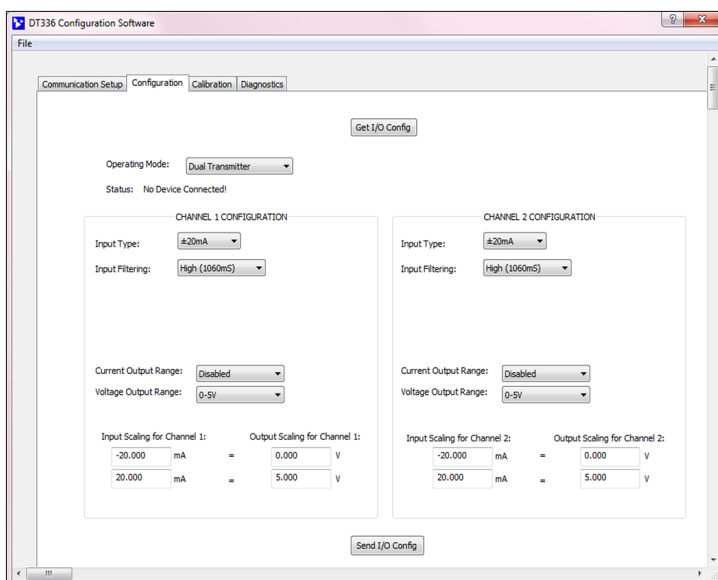 DT336 Configuration Software
File
Communication Setup Configuration Calibration Diagnostics
Get I/O Config
Operating Mode: Dual Transmitter
Status: No Device Connected!
CHANNEL 1 CONFIGURATION
Input Type: ±20mA
Input Filtering: High (1060mS)
Current Output Range: Disabled
Voltage Output Range: 0-5V
Input Scaling for Channel 1: Output Scaling for Channel 1:
-20.000 mA = 0.000 V
20.000 mA = 5.000 V
CHANNEL 2 CONFIGURATION
Input Type: ±20mA
Input Filtering: High (1060mS)
Current Output Range: Disabled
Voltage Output Range: 0-5V
Input Scaling for Channel 2: Output Scaling for Channel 2:
-20.000 mA = 0.000 V
20.000 mA = 5.000 V
Send I/O Config